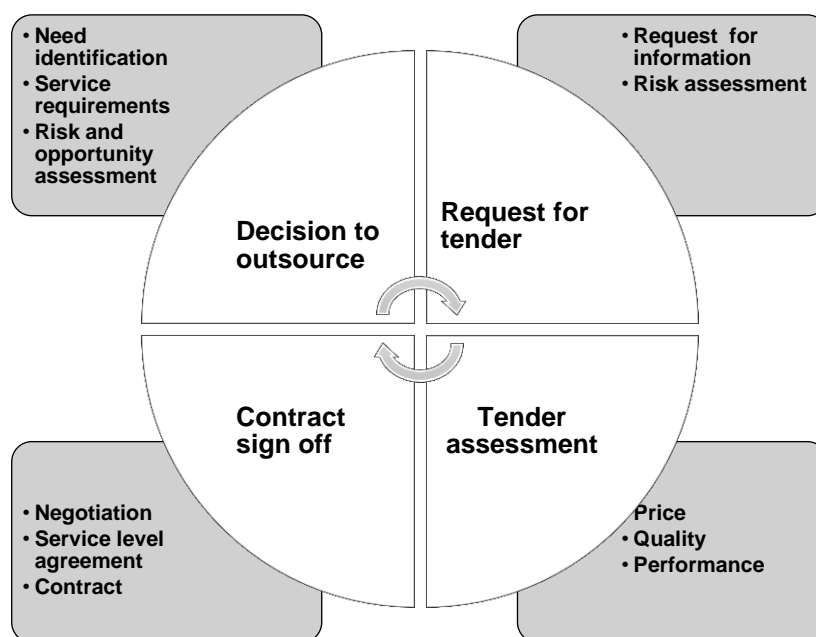 • Need
identification
• Service
requirements
• Risk and
opportunity
assessment
• Request for
information
• Risk assessment
Decision to
outsource
Request for
tender
Contract
sign off
Tender
assessment
• Negotiation
• Service level
agreement
• Contract
Price
• Quality
• Performance